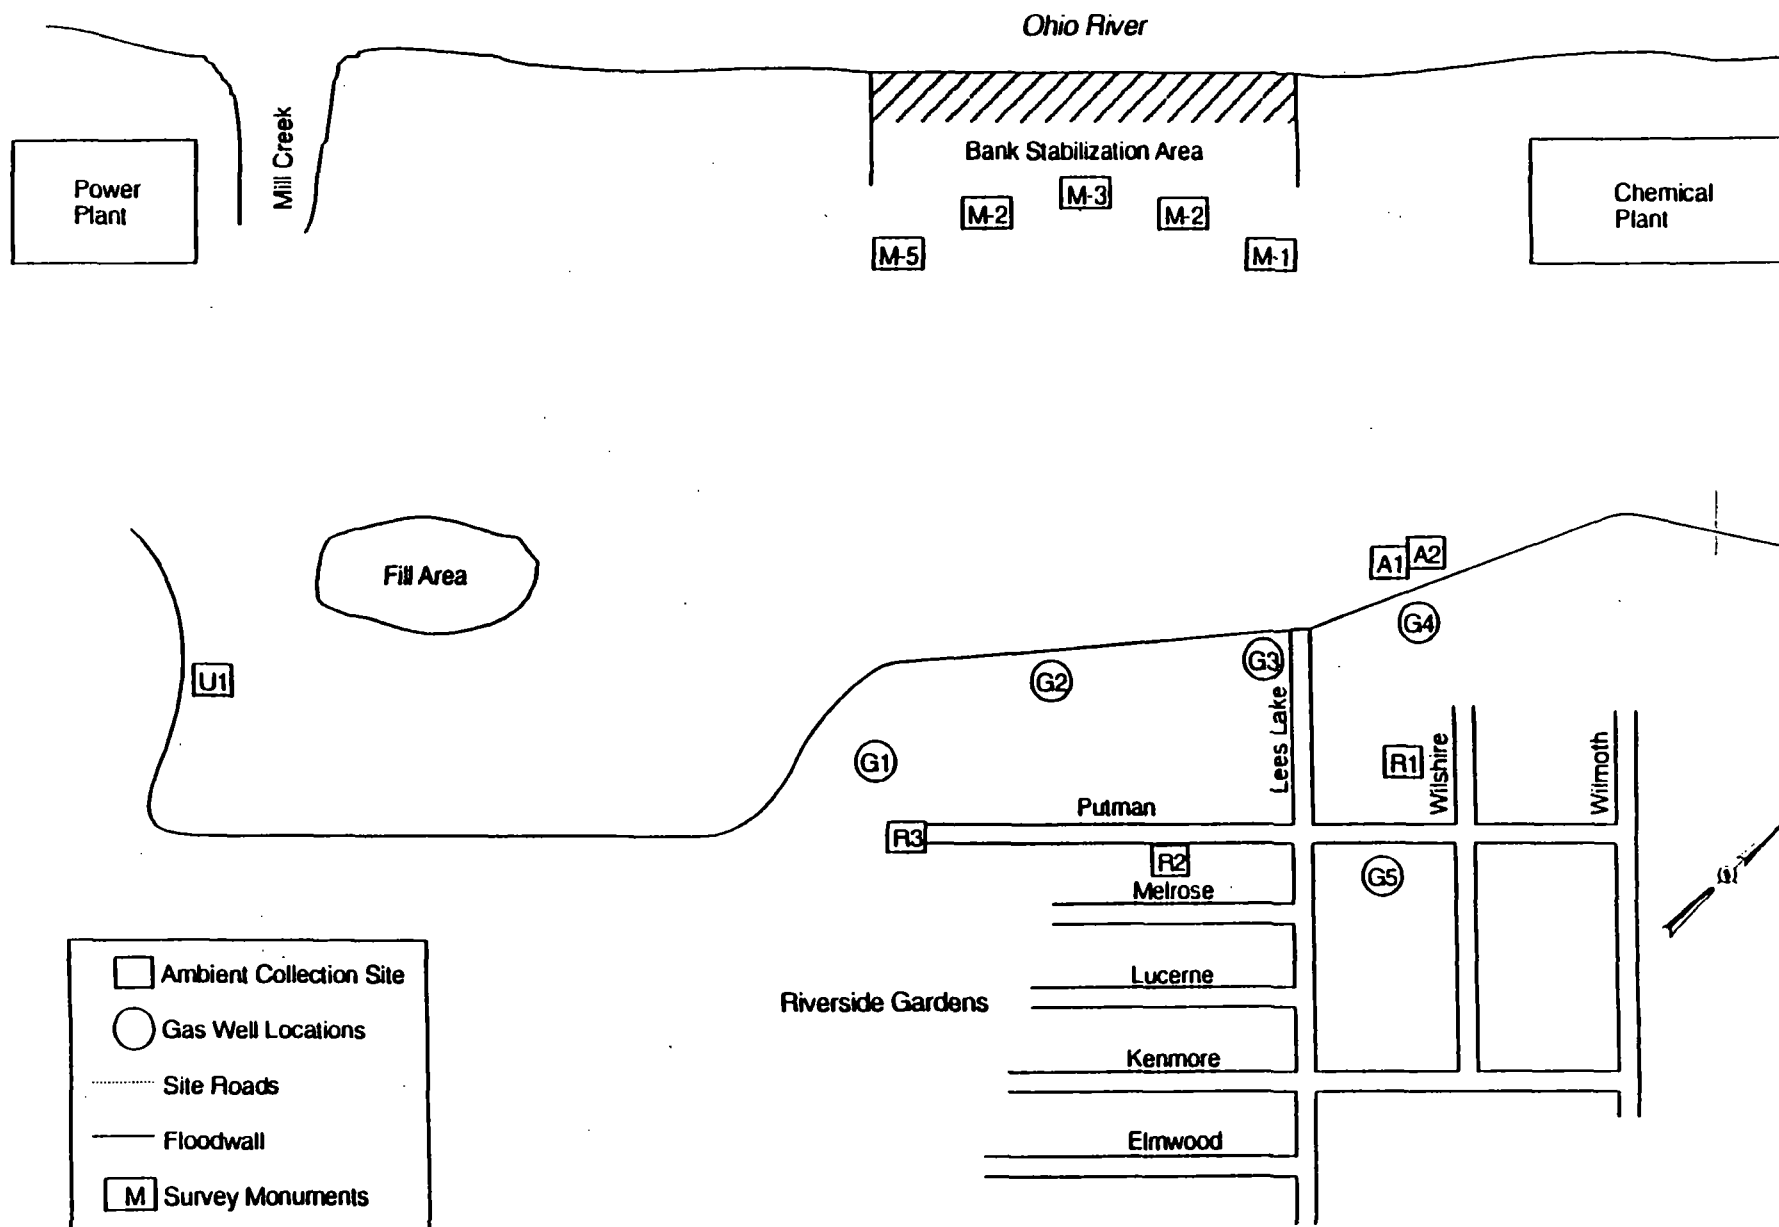 Ohio River
Mill Creek
Bank Stabilization Area
Power
Plant
Chemical
Plant
M-3
M-2
M-2
M-5
M-1
Fill Area
A1
A2
G4
U1
G3
G2
Lees Lake
G1
R1
Wilshire
Wilmoth
Putman
R3
R2
G5
Melrose
Lucerne
Riverside Gardens
Kenmore
Elmwood
Ambient Collection Site
Gas Well Locations
Site Roads
Floodwall
M Survey Monuments